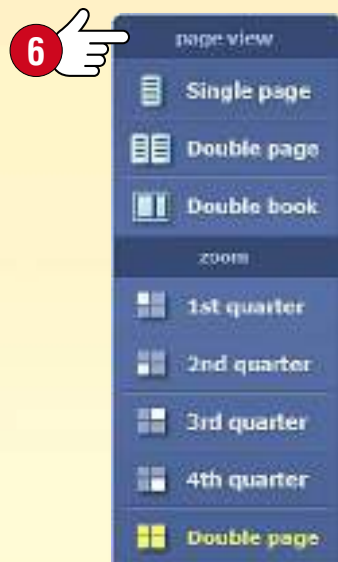 6
page view
Single page
Double page
Double book
zoom
1st quarter
2nd quarter
3rd quarter
4th quarter
Double page